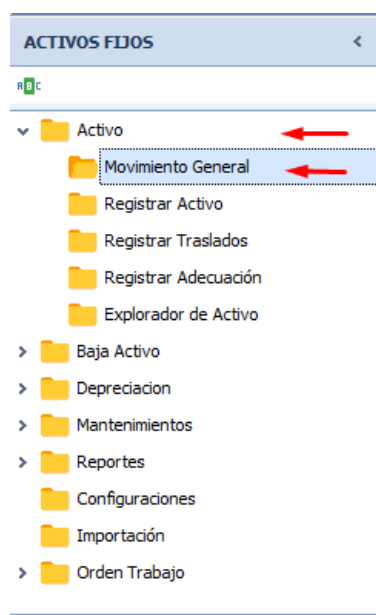 ACTIVOS FIJOS
ABC
Activo
Movimiento General
Registrar Activo
Registrar Traslados
Registrar Adecuación
Explorador de Activo
Baja Activo
Depreciacion
Mantenimientos
Reportes
Configuraciones
Importación
Orden Trabajo